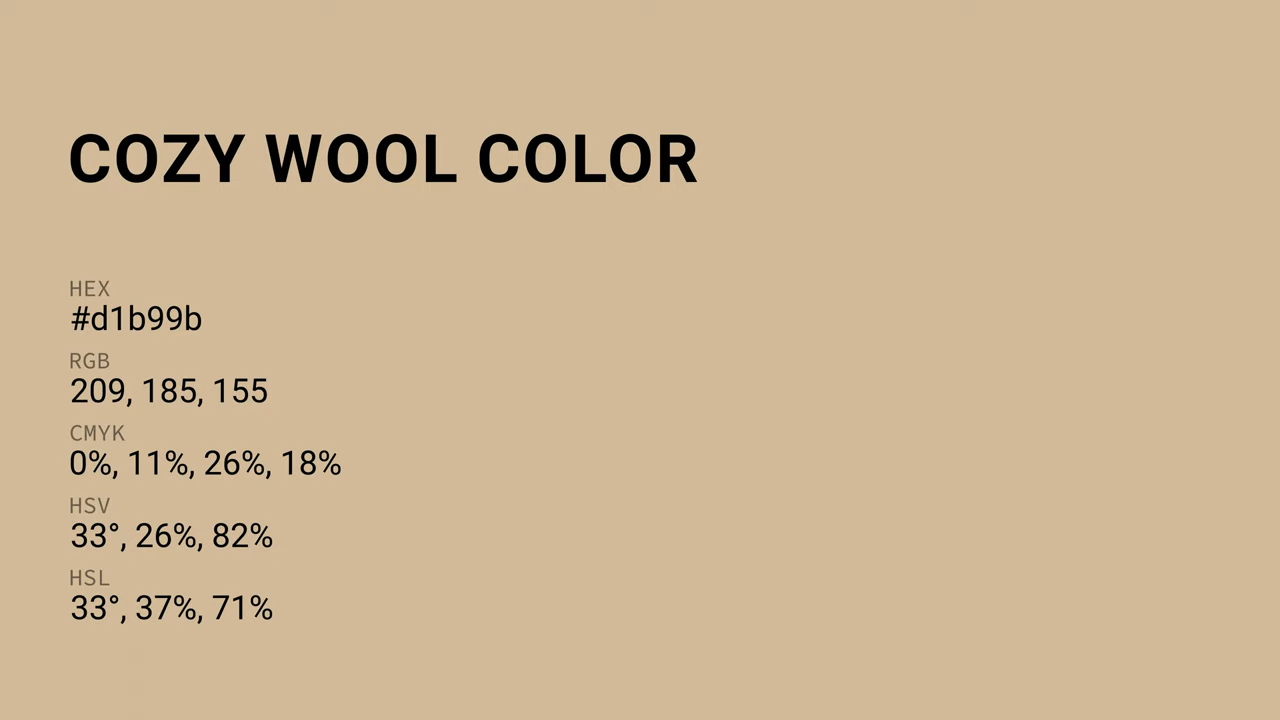 COZY WOOL COLOR
HEX
#d1b99b
RGB
209, 185, 155
CMYK
0%, 11%, 26%, 18%
HSV
33°, 26%, 82%
HSL
33°, 37%, 71%